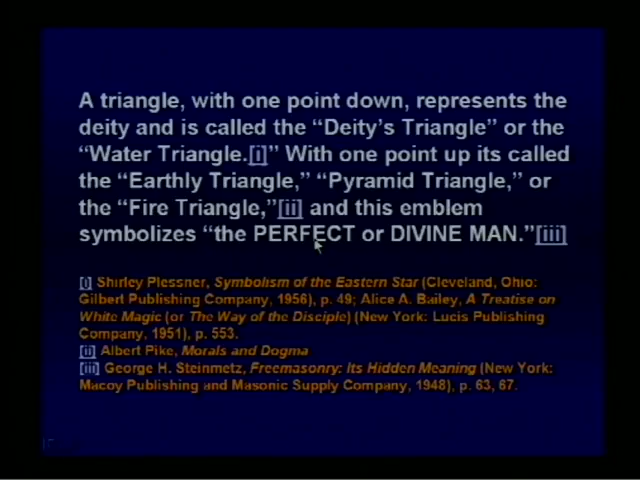 A triangle, with one point down, represents the
deity and is called the “Deity’s Triangle” or the
“Water Triangle.[i]” With one point up its called
the “Earthly Triangle,” “Pyramid Triangle,” or
the “Fire Triangle,”[ii] and this emblem
symbolizes “the PERFECT or DIVINE MAN.”[iii]
[i] Shirley Plessner, Symbolism of the Eastern Star (Cleveland, Ohio:
Gilbert Publishing Company, 1956), p. 49; Alice A. Bailey, A Treatise on
White Magic (or The Way of the Disciple) (New York: Lucis Publishing
Company, 1951), p. 553.
[ii] Albert Pike, Morals and Dogma
[iii] George H. Steinmetz, Freemasonry: Its Hidden Meaning (New York:
Macoy Publishing and Masonic Supply Company, 1948), p. 63, 67.